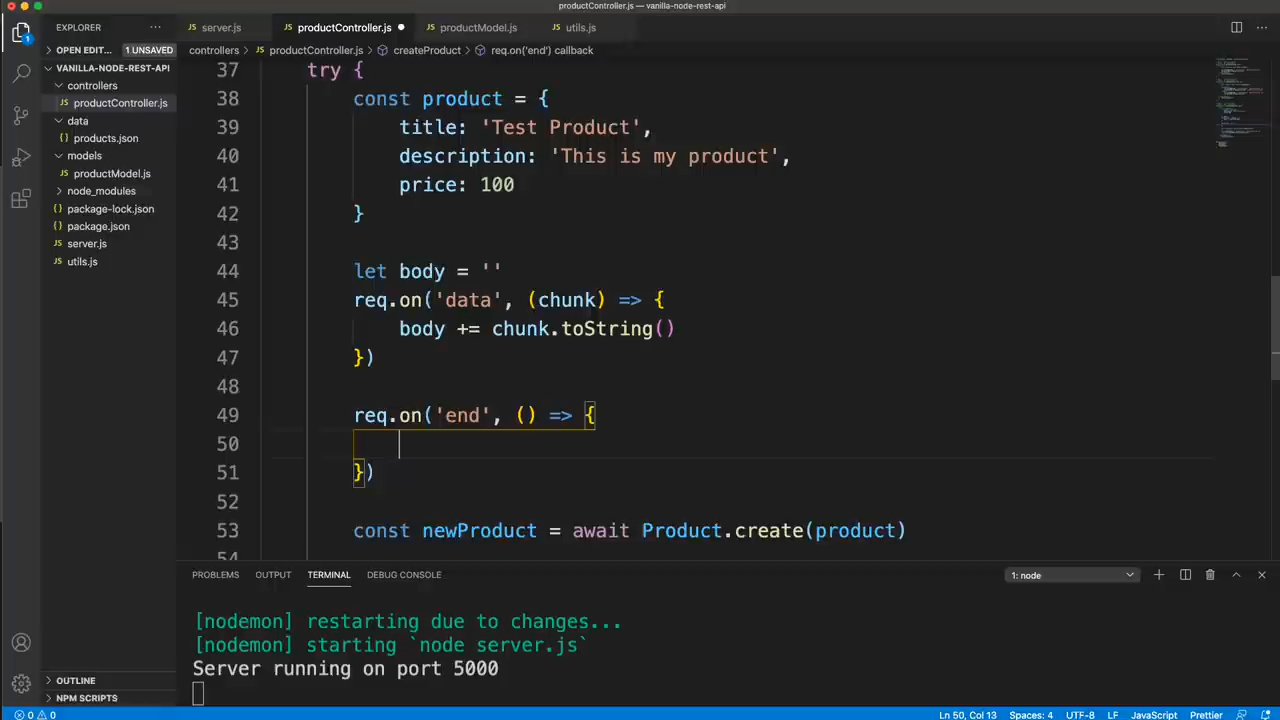 productController.js — vanilla-node-rest-api
EXPLORER
server.js
productController.js
productModel.js
utils.js
OPEN EDIT...
1 UNSAVED
controllers > JS productController.js > createProduct > req.on('end') callback
VANILLA-NODE-REST-API
controllers
JS productController.js
data
{} products.json
models
JS productModel.js
node_modules
{} package-lock.json
{} package.json
JS server.js
JS utils.js
37 try {
38 const product = {
39 title: 'Test Product',
40 description: 'This is my product',
41 price: 100
42 }
43
44 let body = ''
45 req.on('data', (chunk) => {
46 body += chunk.toString()
47 })
48
49 req.on('end', () => {
50
51 })
52
53 const newProduct = await Product.create(product)
54
PROBLEMS
OUTPUT
TERMINAL
DEBUG CONSOLE
1: node
[nodemon] restarting due to changes...
[nodemon] starting `node server.js`
Server running on port 5000
OUTLINE
NPM SCRIPTS
0 0
Ln 50, Col 13
Spaces: 4
UTF-8
LF
JavaScript
Prettier